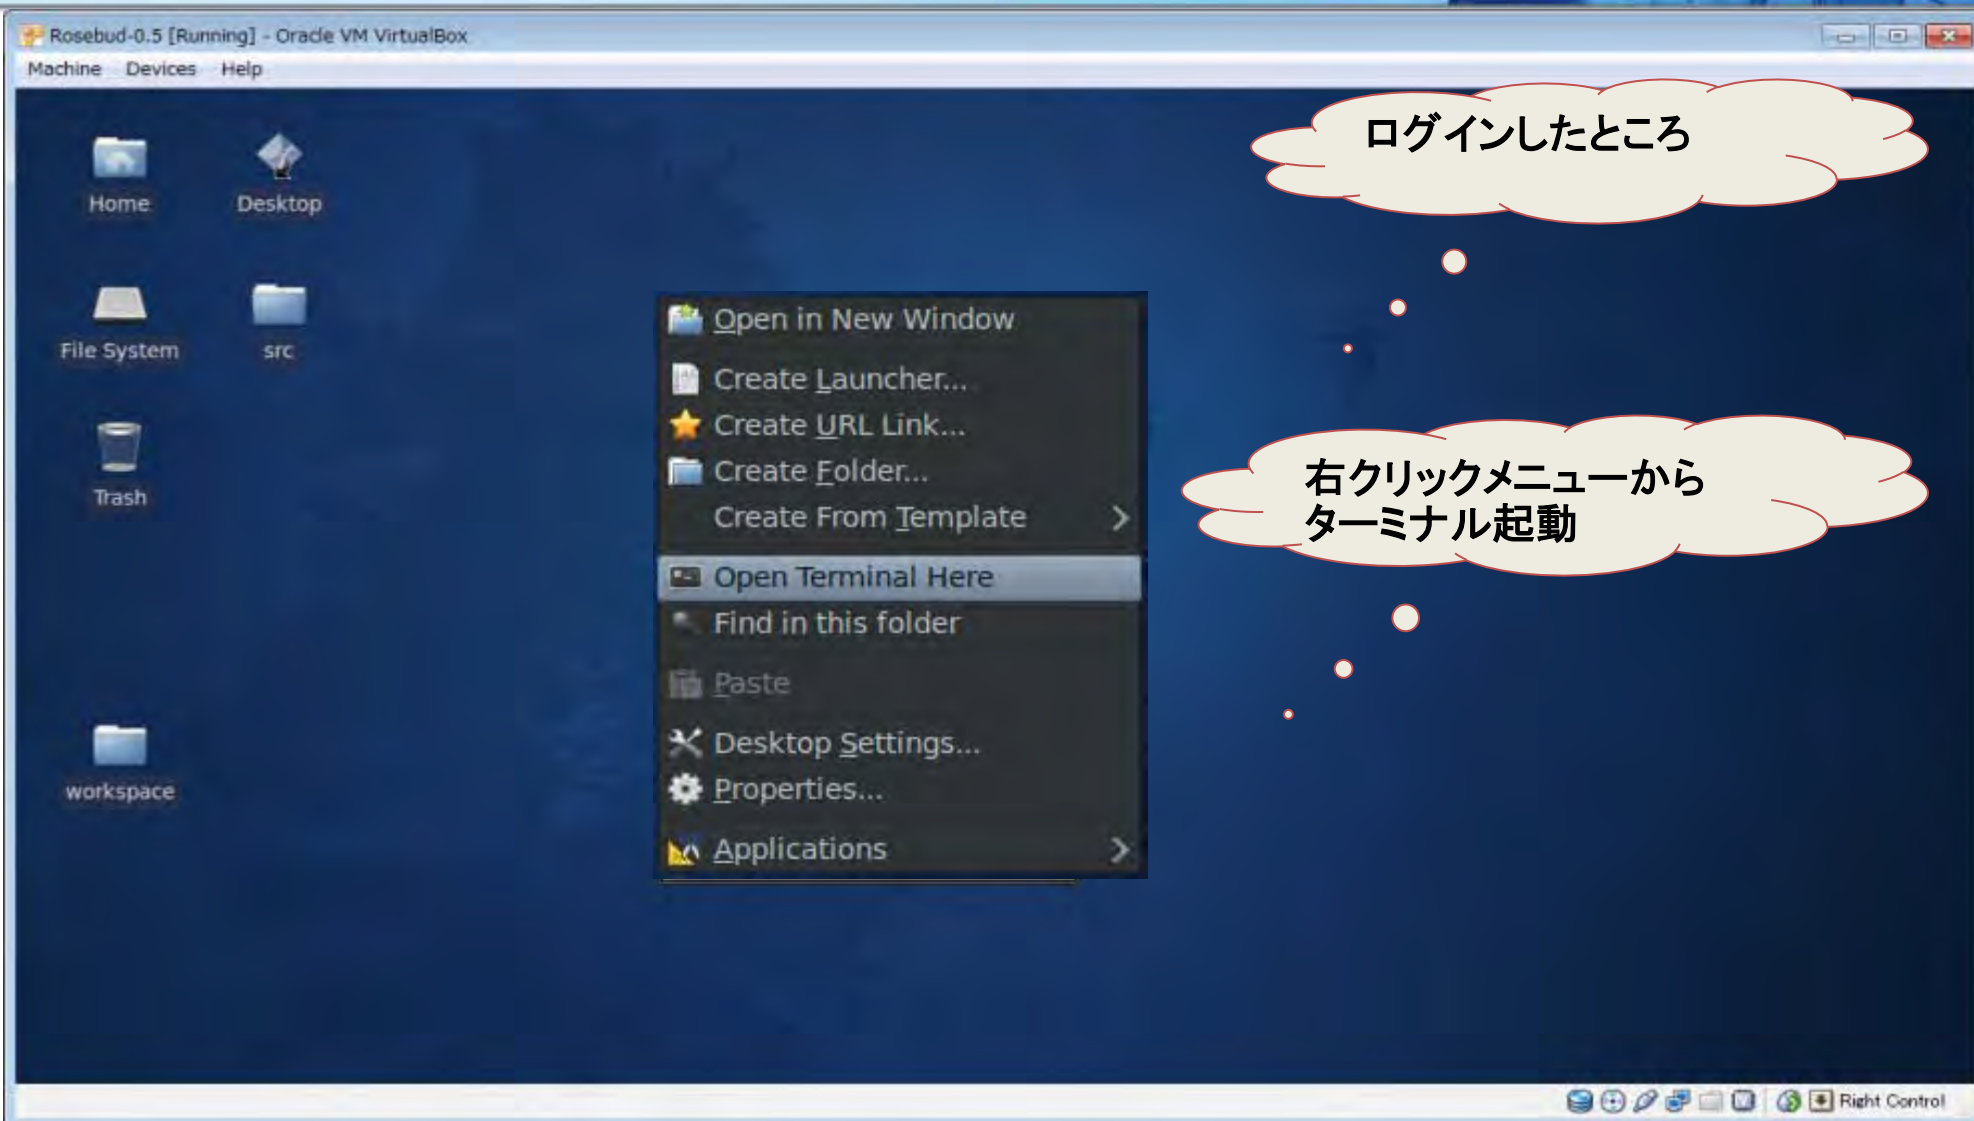 Rosebud-0.5 [Running] - Oracle VM VirtualBox
Machine Devices Help
ログインしたところ
Home
Desktop
File System
src
Trash
workspace
Open in New Window
Create Launcher...
Create URL Link...
Create Folder...
Create From Template
Open Terminal Here
Find in this folder
Paste
Desktop Settings...
Properties...
Applications
右クリックメニューから
ターミナル起動
Right Control